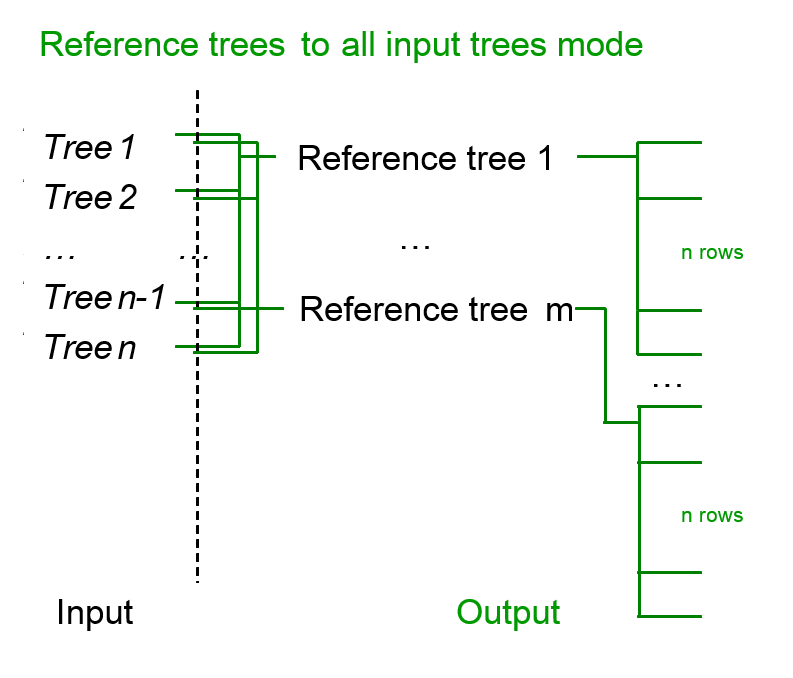 Reference trees to all input trees mode
Tree 1
Reference tree 1
Tree 2
... ... ... n rows
Tree n-1
Reference tree m
Tree n
...
n rows
Input
Output